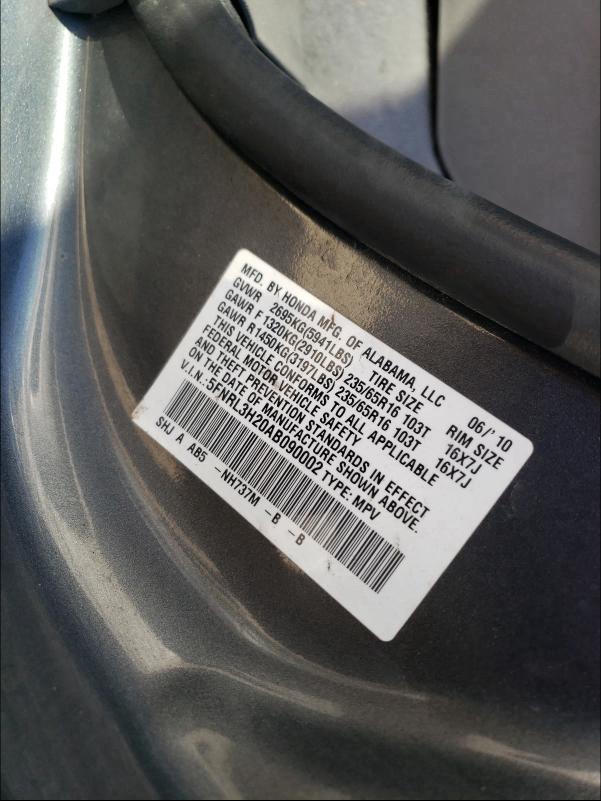 MFD. BY HONDA MFG. OF ALABAMA, LLC 06/'10
GVWR 2695KG(5941LBS) TIRE SIZE RIM SIZE
GAWR F 1320KG(2910LBS) 235/65R16 103T 16X7J
GAWR R1450KG(3197LBS) 235/65R16 103T 16X7J
THIS VEHICLE CONFORMS TO ALL APPLICABLE
FEDERAL MOTOR VEHICLE SAFETY
AND THEFT PREVENTION STANDARDS IN EFFECT
ON THE DATE OF MANUFACTURE SHOWN ABOVE.
V.I.N.: 5FNRL3H20AB090002 TYPE: MPV
SHJ A A85 -NH737M -B -B